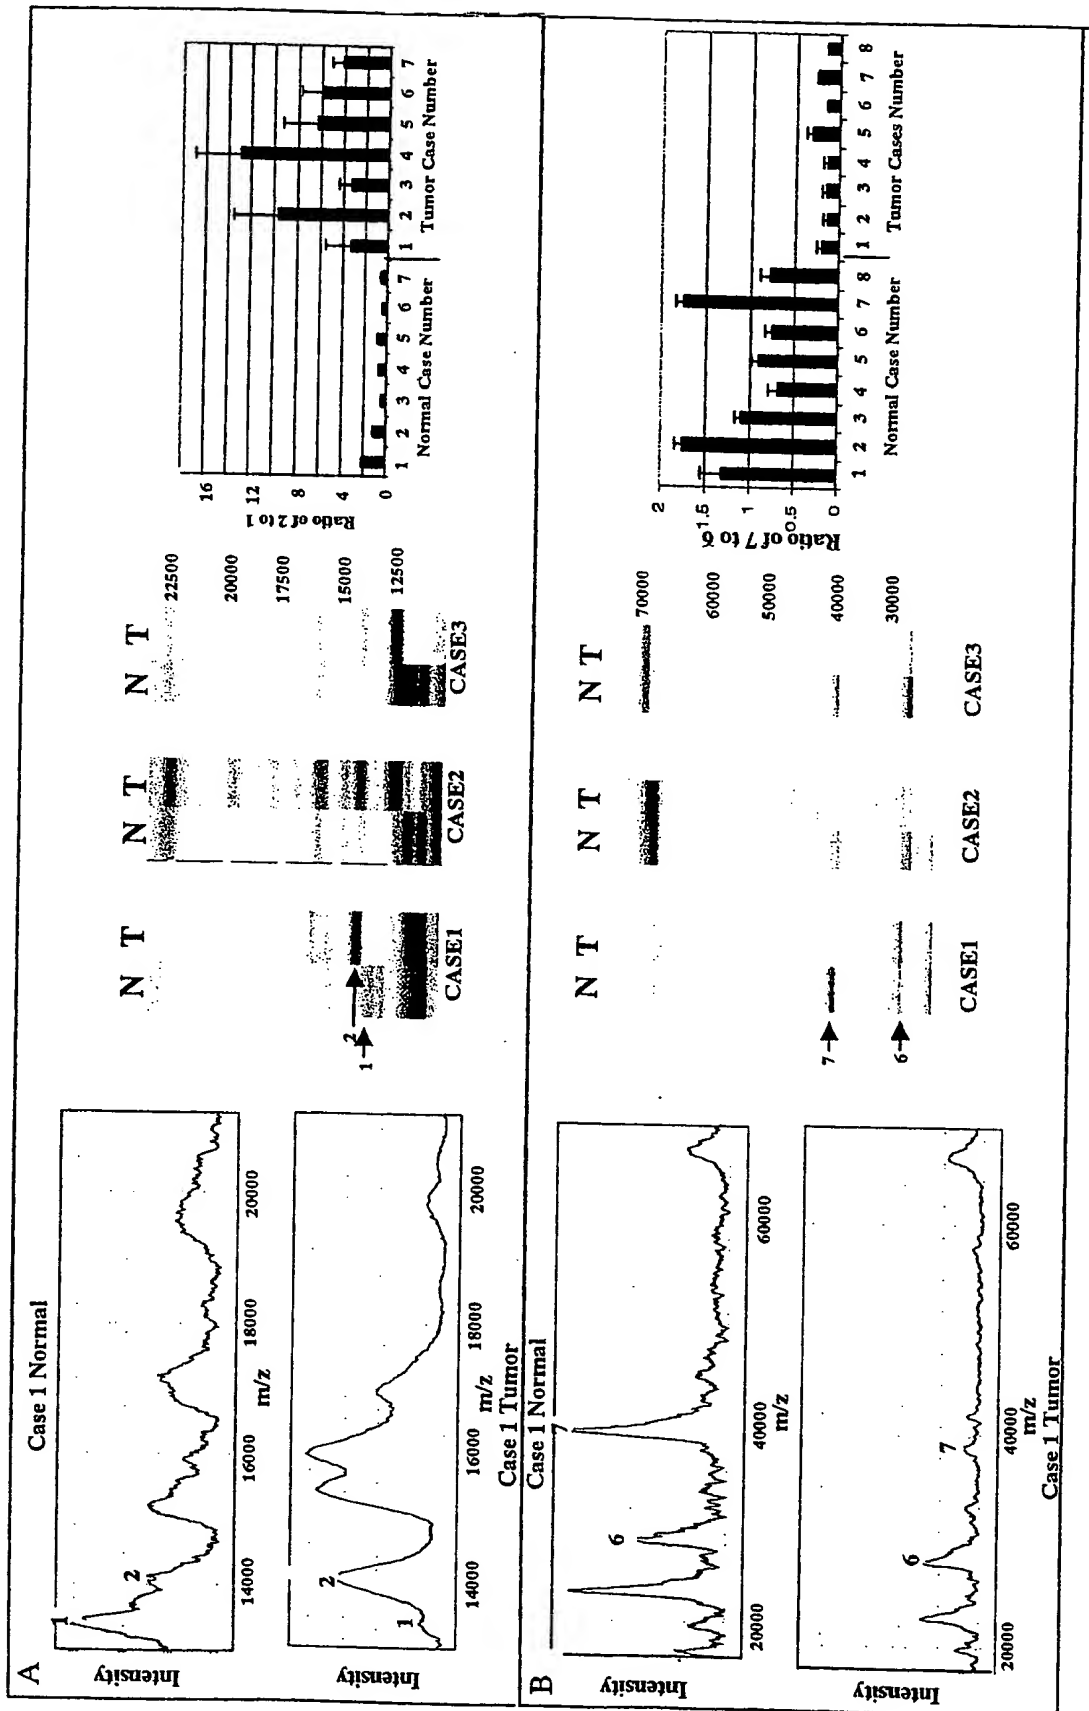 A
Case 1 Normal
Intensity
1
2
14000 16000 18000 20000
m/z
Intensity
1
2
14000 16000 18000 20000
m/z
Case 1 Tumor
N T
N T
N T
1
2
22500
20000
17500
15000
12500
CASE1
CASE2
CASE3
Ratio of 2 to 1
16
12
8
4
0
1 2 3 4 5 6 7 1 2 3 4 5 6 7
Normal Case Number Tumor Case Number
B
Case 1 Normal
Intensity
6
7
20000 40000 60000
m/z
Intensity
6
7
20000 40000 60000
m/z
Case 1 Tumor
N T
N T
N T
7
6
70000
60000
50000
40000
30000
CASE1
CASE2
CASE3
Ratio of 7 to 6
2
1.5
1
0.5
0
1 2 3 4 5 6 7 8 1 2 3 4 5 6 7 8
Normal Case Number Tumor Cases Number